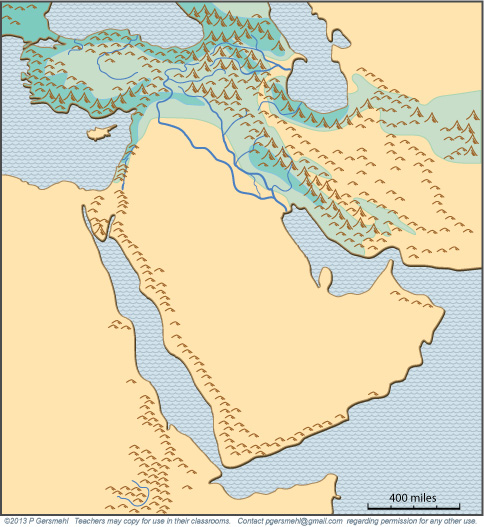 400 miles
©2013 P Gersmehl Teachers may copy for use in their classrooms. Contact pgersmehl@gmail.com regarding permission for any other use.